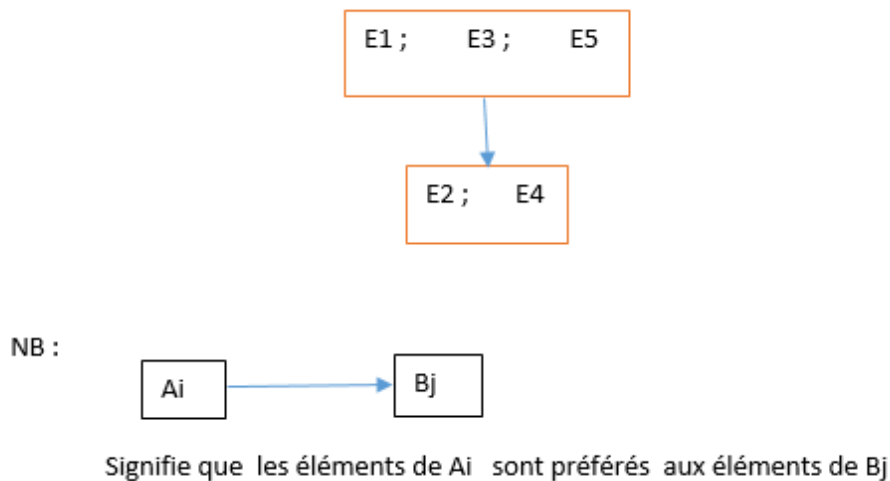 E1 ; E3 ; E5
E2 ; E4
NB :
Ai Bj
Signifie que les éléments de Ai sont préférés aux éléments de Bj